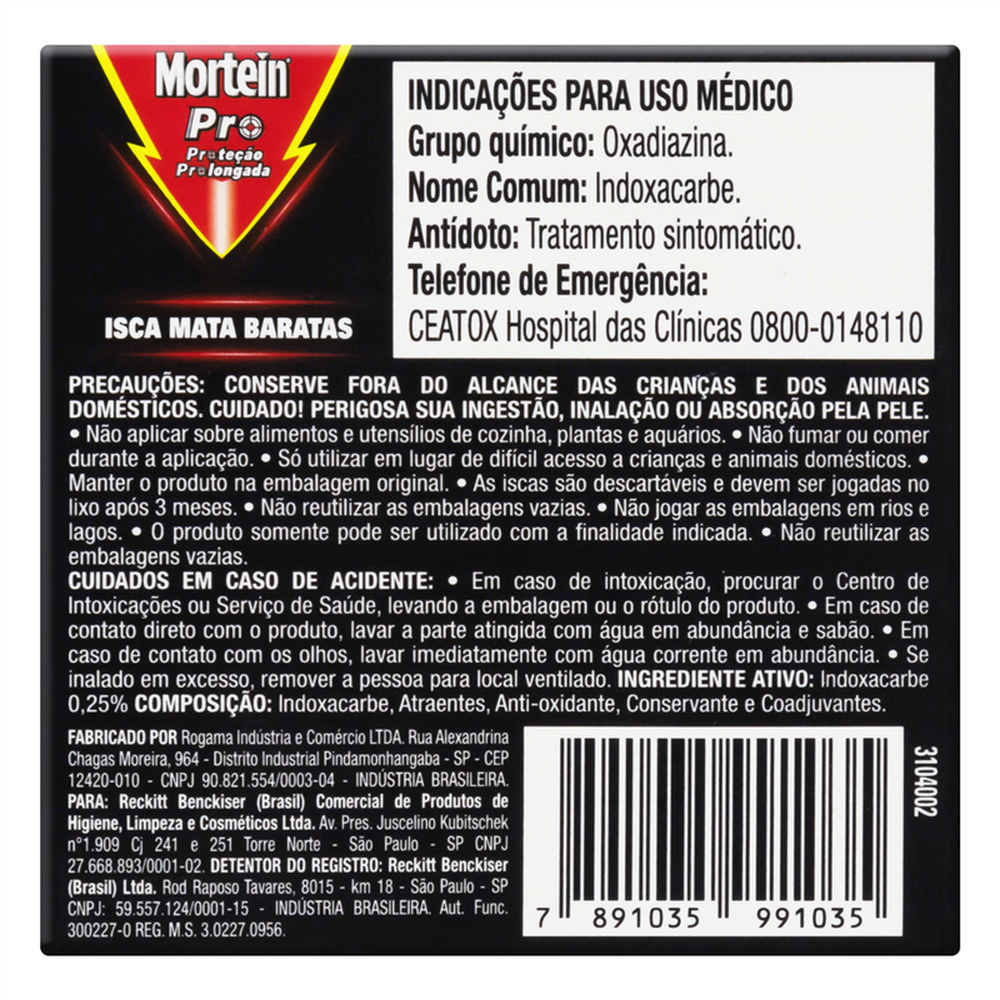 Mortein
Pro
Proteção
Prolongada
ISCA MATA BARATAS
INDICAÇÕES PARA USO MÉDICO
Grupo químico: Oxadiazina.
Nome Comum: Indoxacarbe.
Antídoto: Tratamento sintomático.
Telefone de Emergência:
CEATOX Hospital das Clínicas 0800-0148110
PRECAUÇÕES: CONSERVE FORA DO ALCANCE DAS CRIANÇAS E DOS ANIMAIS
DOMÉSTICOS. CUIDADO! PERIGOSA SUA INGESTÃO, INALAÇÃO OU ABSORÇÃO PELA PELE.
• Não aplicar sobre alimentos e utensílios de cozinha, plantas e aquários. • Não fumar ou comer
durante a aplicação. • Só utilizar em lugar de difícil acesso a crianças e animais domésticos. •
Manter o produto na embalagem original. • As iscas são descartáveis e devem ser jogadas no
lixo após 3 meses. • Não reutilizar as embalagens vazias. • Não jogar as embalagens em rios e
lagos. • O produto somente pode ser utilizado com a finalidade indicada. • Não reutilizar as
embalagens vazias.
CUIDADOS EM CASO DE ACIDENTE: • Em caso de intoxicação, procurar o Centro de
Intoxicações ou Serviço de Saúde, levando a embalagem ou o rótulo do produto. • Em caso de
contato direto com o produto, lavar a parte atingida com água em abundância e sabão. • Em
caso de contato com os olhos, lavar imediatamente com água corrente em abundância. • Se
inalado em excesso, remover a pessoa para local ventilado. INGREDIENTE ATIVO: Indoxacarbe
0,25% COMPOSIÇÃO: Indoxacarbe, Atraentes, Anti-oxidante, Conservante e Coadjuvantes.
FABRICADO POR Rogama Indústria e Comércio LTDA. Rua Alexandrina
Chagas Moreira, 964 - Distrito Industrial Pindamonhangaba - SP - CEP
12420-010 - CNPJ 90.821.554/0003-04 - INDÚSTRIA BRASILEIRA.
PARA: Reckitt Benckiser (Brasil) Comercial de Produtos de
Higiene, Limpeza e Cosméticos Ltda. Av. Pres. Juscelino Kubitschek
n°1.909 Cj 241 e 251 Torre Norte - São Paulo - SP CNPJ
27.668.893/0001-02. DETENTOR DO REGISTRO: Reckitt Benckiser
(Brasil) Ltda. Rod Raposo Tavares, 8015 - km 18 - São Paulo - SP
CNPJ: 59.557.124/0001-15 - INDÚSTRIA BRASILEIRA. Aut. Func.
300227-0 REG. M.S. 3.0227.0956.
7 891035 991035
3104002